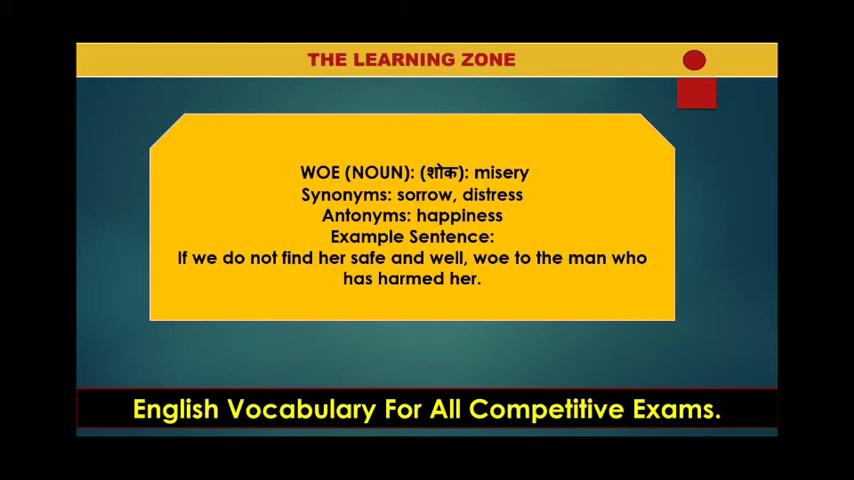 THE LEARNING ZONE
WOE (NOUN): (शोक): misery
Synonyms: sorrow, distress
Antonyms: happiness
Example Sentence:
If we do not find her safe and well, woe to the man who
has harmed her.
English Vocabulary For All Competitive Exams.